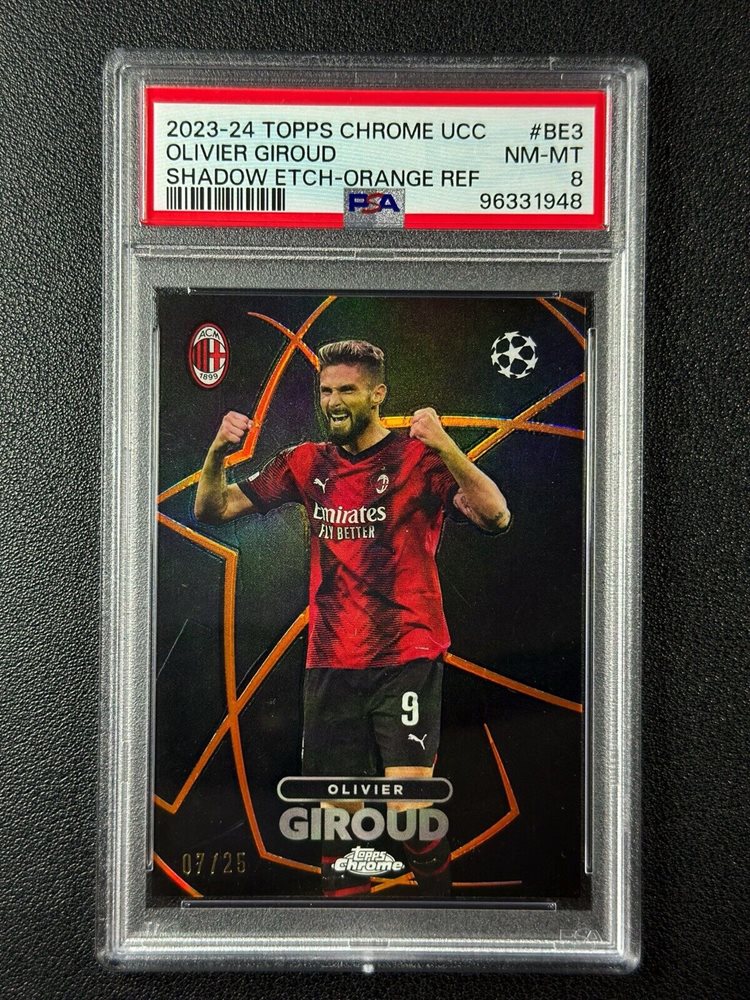 2023-24 TOPPS CHROME UCC #BE3
OLIVIER GIROUD NM-MT
SHADOW ETCH-ORANGE REF 8
PSA 96331948
ACM
1899
Emirates
FLY BETTER
9
OLIVIER
GIROUD
topps
Chrome
07/25
PSA